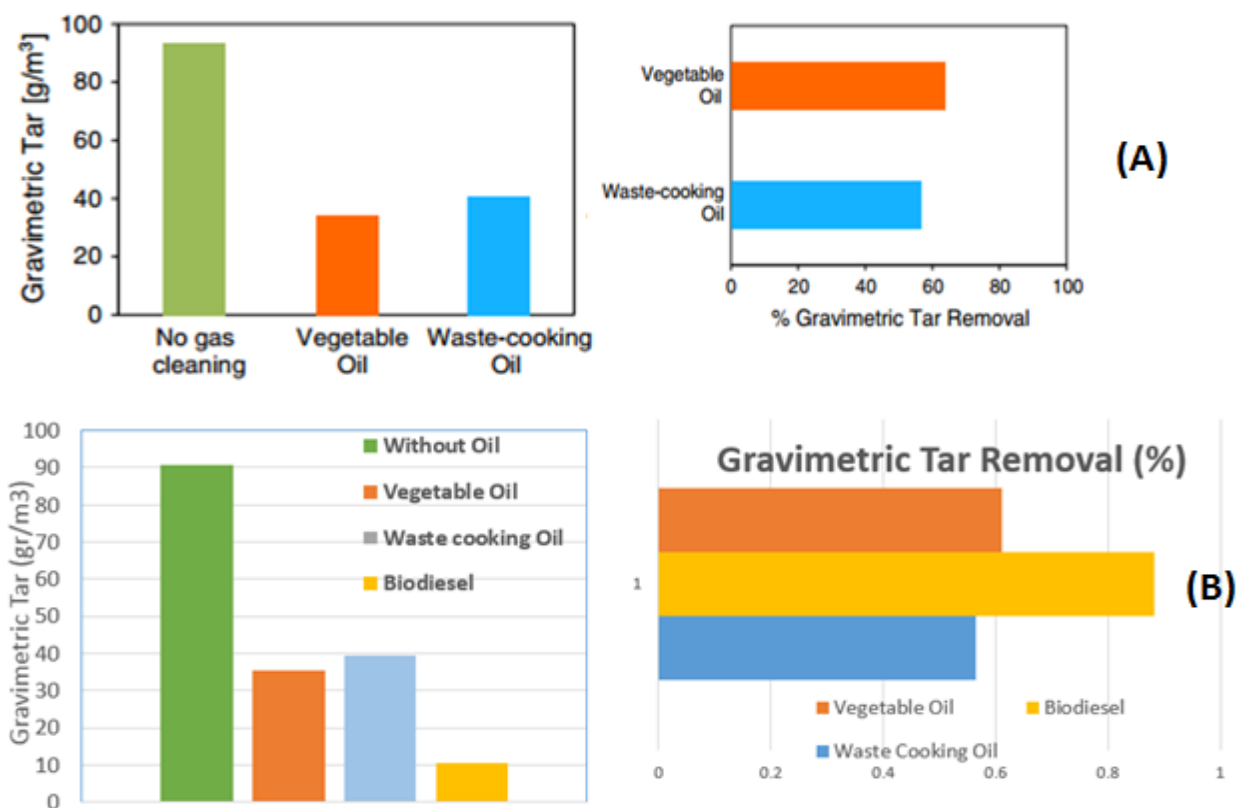 Gravimetric Tar [g/m³]
100
80
60
40
20
0
No gas
cleaning
Vegetable
Oil
Waste-cooking
Oil
Vegetable
Oil
Waste-cooking
Oil
0 20 40 60 80 100
% Gravimetric Tar Removal
(A)
Gravimetric Tar (gr/m3)
100
90
80
70
60
50
40
30
20
10
0
Without Oil
Vegetable Oil
Waste cooking Oil
Biodiesel
Gravimetric Tar Removal (%)
1
(B)
Vegetable Oil
Biodiesel
Waste Cooking Oil
0 0.2 0.4 0.6 0.8 1